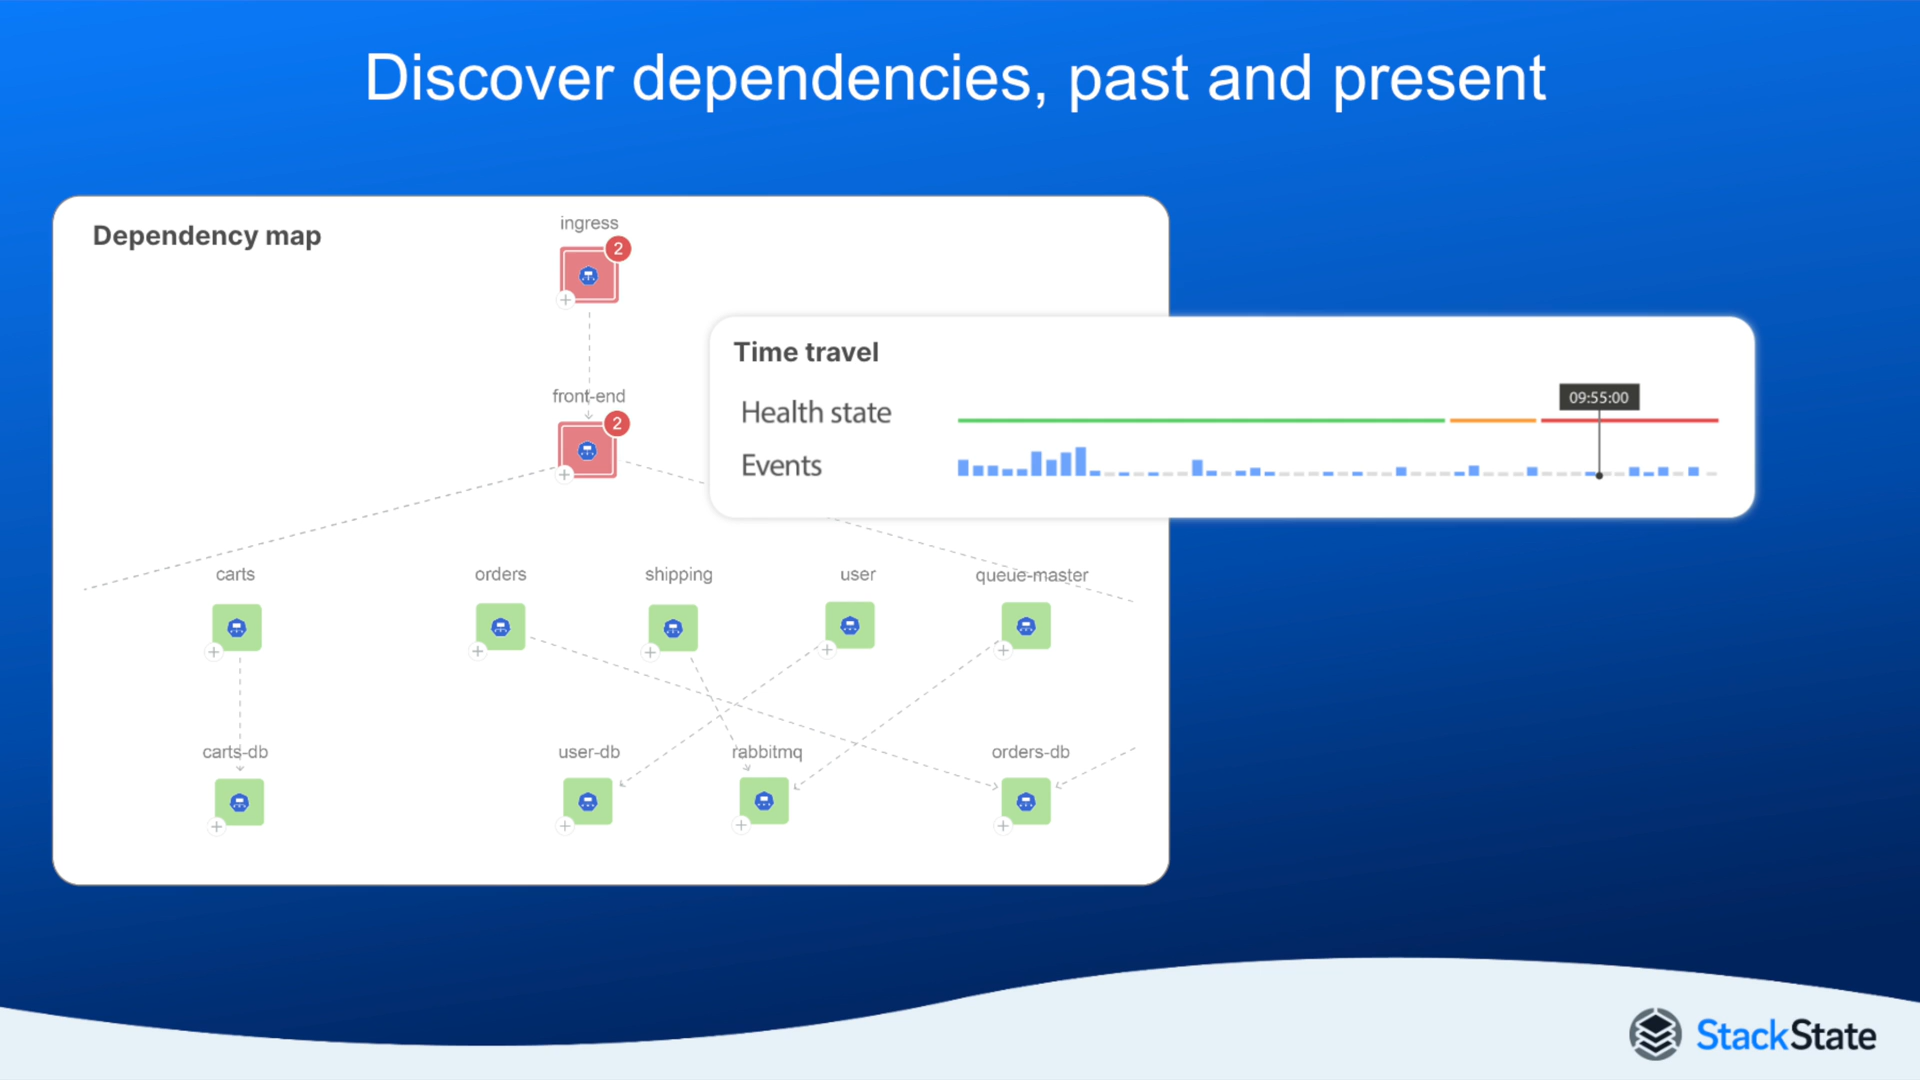 Discover dependencies, past and present
Dependency map
ingress
2
front-end
2
Time travel
Health state
09:55:00
Events
carts
orders
shipping
user
queue-master
carts-db
user-db
rabbitmq
orders-db
StackState